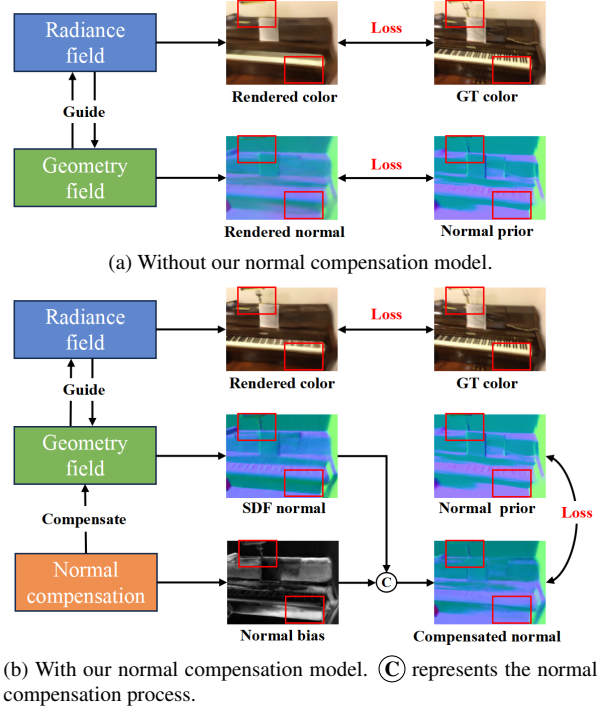 Radiance
field
Loss
Rendered color
GT color
Guide
Geometry
field
Loss
Rendered normal
Normal prior
(a) Without our normal compensation model.
Radiance
field
Loss
Rendered color
GT color
Guide
Geometry
field
SDF normal
Normal prior
Compensate
Loss
Normal
compensation
C
Normal bias
Compensated normal
(b) With our normal compensation model. Ⓒ represents the normal
compensation process.